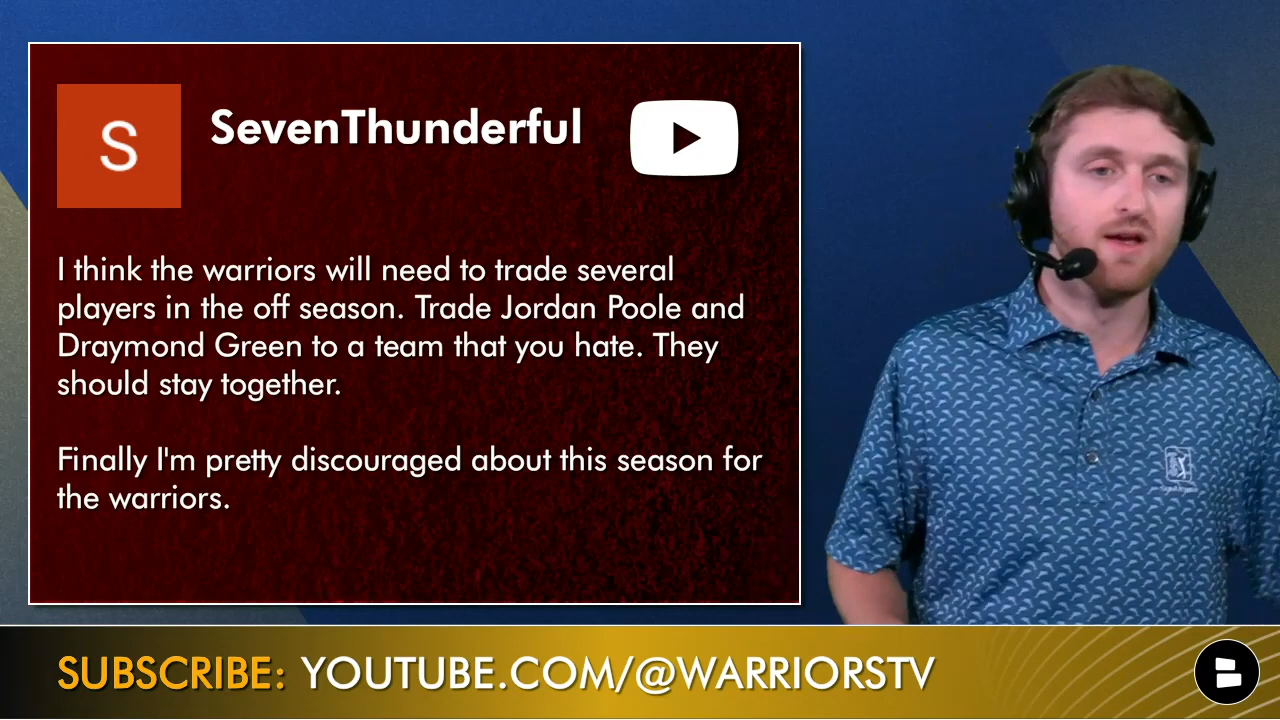 S
SevenThunderful
I think the warriors will need to trade several
players in the off season. Trade Jordan Poole and
Draymond Green to a team that you hate. They
should stay together.
Finally I'm pretty discouraged about this season for
the warriors.
SUBSCRIBE: YOUTUBE.COM/@WARRIORSTV